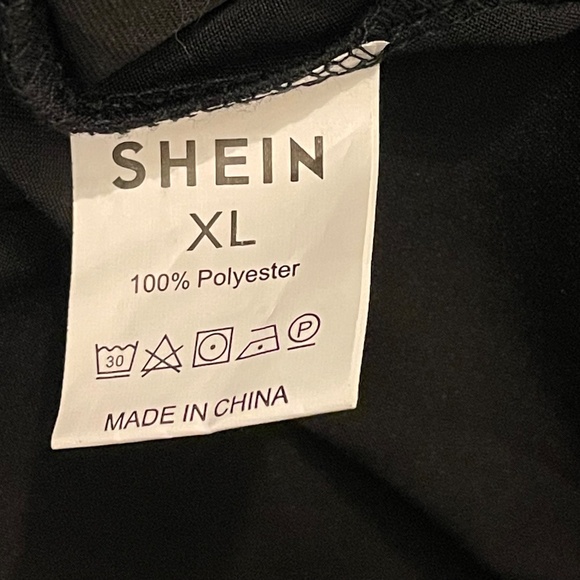 SHEIN
XL
100% Polyester
30 P
MADE IN CHINA